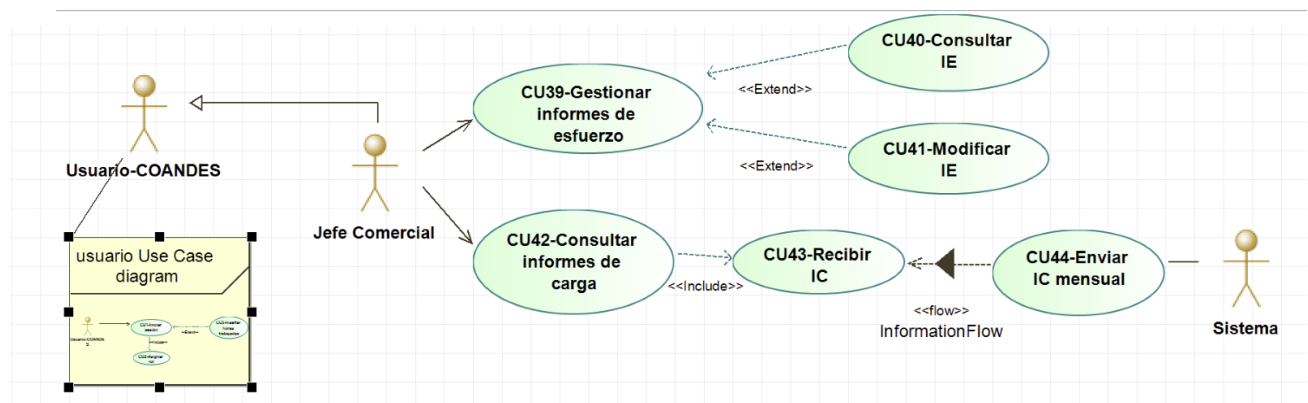 CU40-Consultar
IE
<<Extend>>
CU39-Gestionar
informes de
esfuerzo
CU41-Modificar
IE
<<Extend>>
Usuario-COANDES
Jefe Comercial
usuario Use Case
diagram
CU42-Consultar
informes de
carga
<<Include>>
CU43-Recibir
IC
<<flow>>
InformationFlow
CU44-Enviar
IC mensual
Sistema